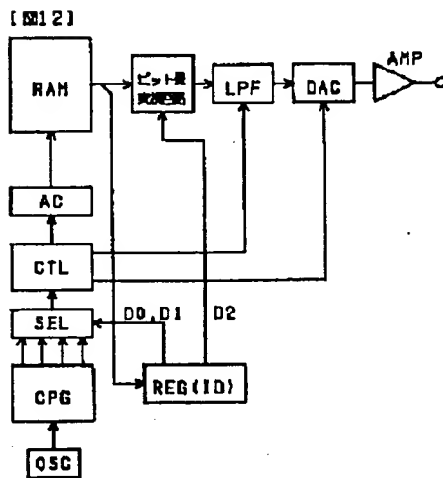 [図12]
RAM
ビット長
変換回路
LPF
DAC
AMP
AC
CTL
SEL
D0,D1
D2
CPG
REG(ID)
OSC